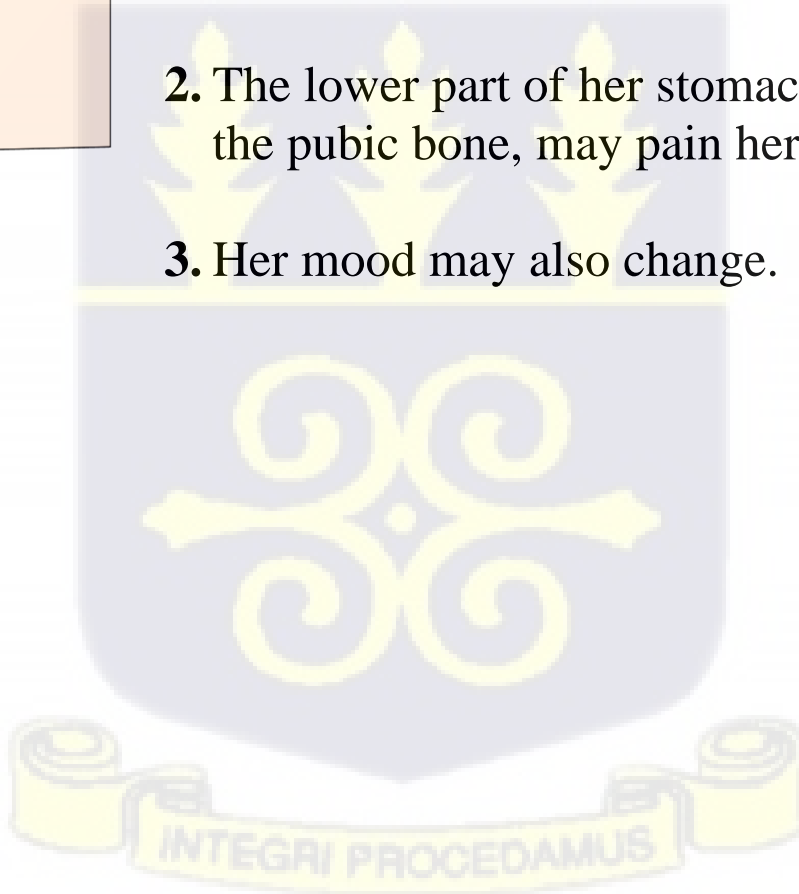 2. The lower part of her stomac
the pubic bone, may pain her
3. Her mood may also change.
INTEGRI PROCEDAMUS